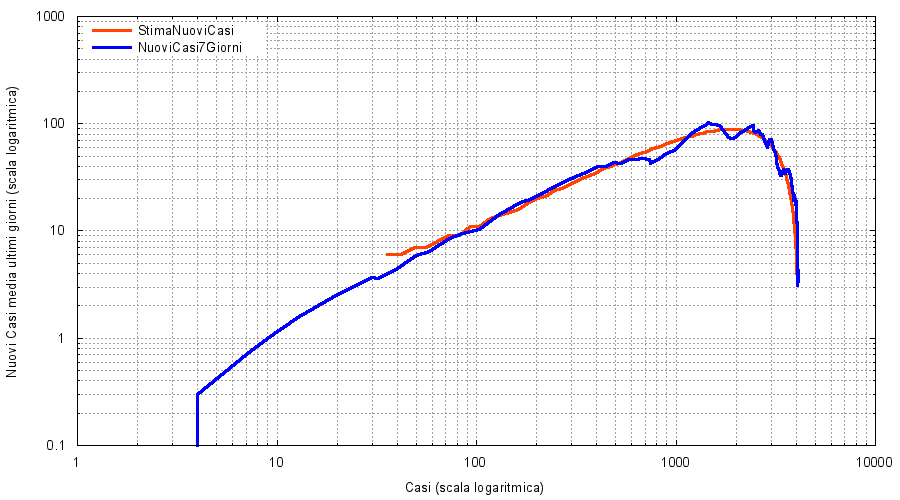 1000
100
10
1
0.1
StimaNuoviCasi
NuoviCasi7Giorni
Nuovi Casi media ultimi giorni (scala logaritmica)
1 10 100 1000 10000
Casi (scala logaritmica)